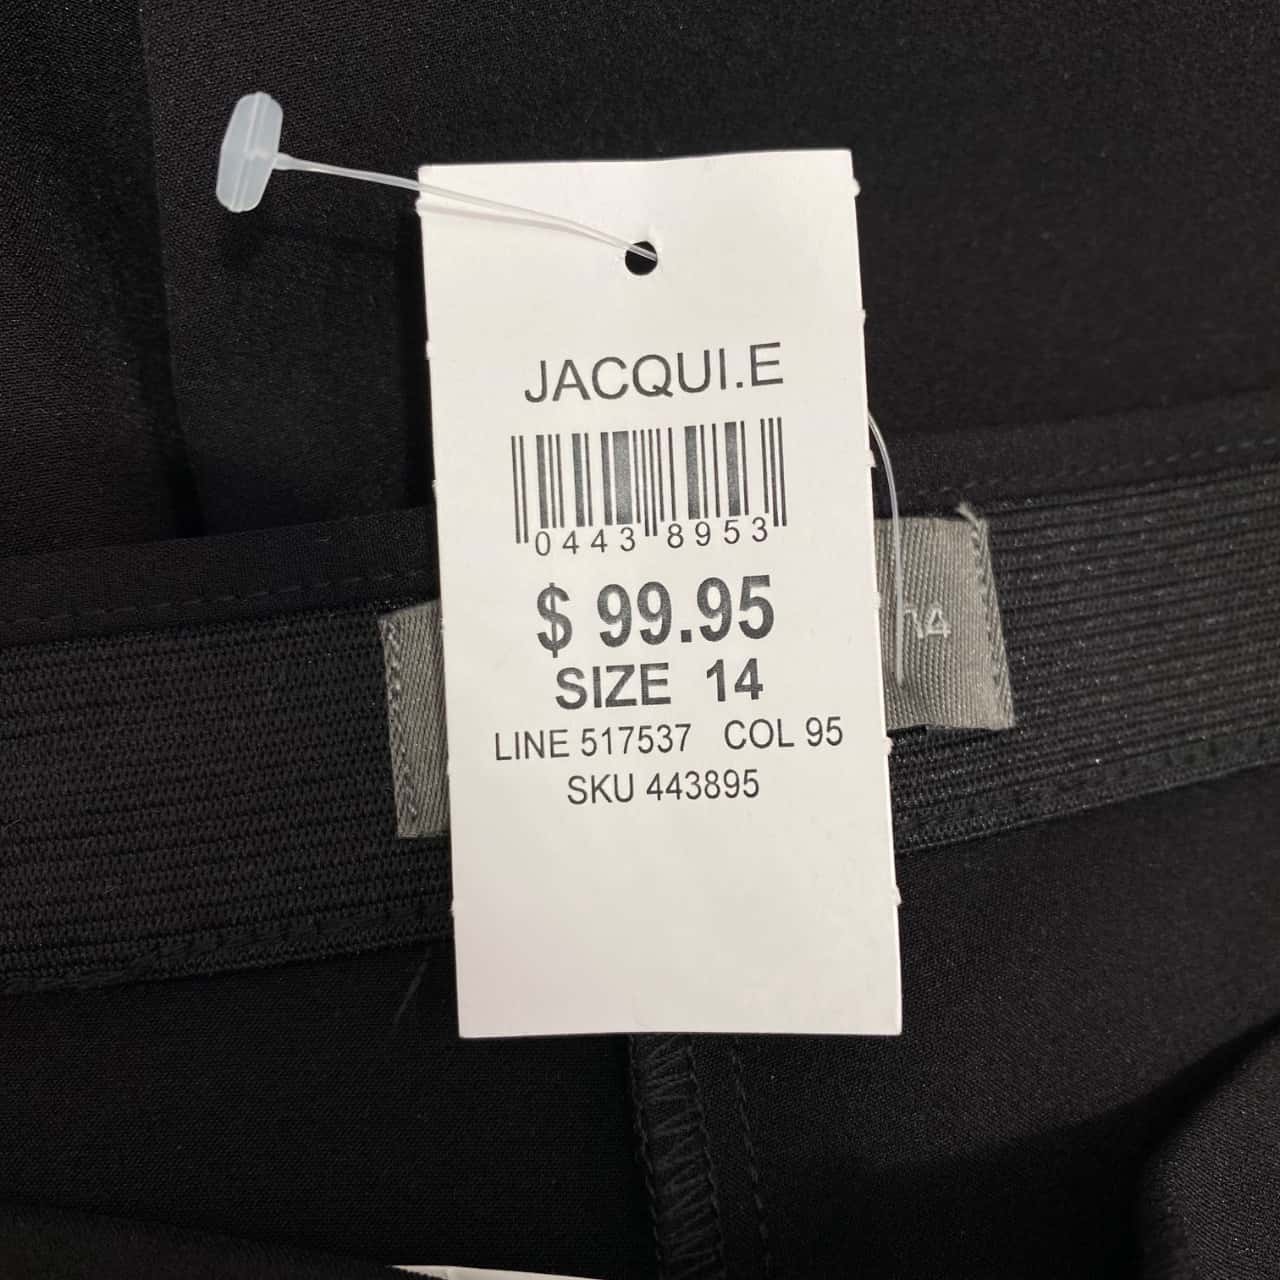 JACQUI.E
0443 8953
$ 99.95
SIZE 14
LINE 517537 COL 95
SKU 443895
14